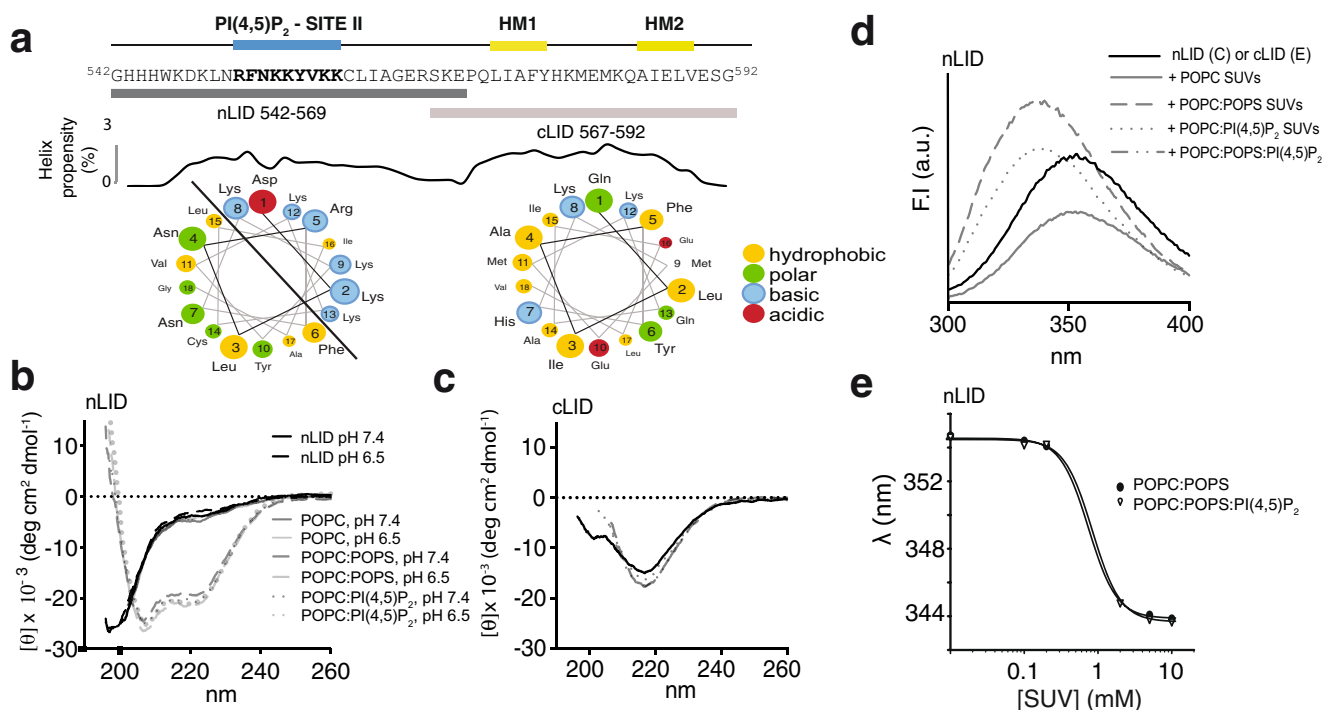 a
PI(4,5)P2 - SITE II
HM1
HM2
542GHHHWKDKLNRFNKKYVKKCLIAGERSKEPQLIAFYHKMEMKQAIELVESG592
nLID 542-569
cLID 567-592
Helix propensity (%)
3
0
Asp 1
Lys 8
Lys 12
Arg 5
Leu 15
Ile 16
Asn 4
Lys 9
Val 11
Lys 2
Gly 18
Lys 13
Asn 7
Phe 6
Cys 14
Ala 17
Leu 3
Tyr 10
Gln 1
Lys 8
Lys 12
Phe 5
Ile 15
Glu 16
Ala 4
Met 9
Met 11
Leu 2
Val 18
Gln 13
His 7
Tyr 6
Ala 14
Leu 17
Ile 3
Glu 10
hydrophobic
polar
basic
acidic
b
nLID
[θ] x 10-3 (deg cm2 dmol-1)
10
0
-10
-20
-30
200 220 240 260
nm
nLID pH 7.4
nLID pH 6.5
POPC, pH 7.4
POPC, pH 6.5
POPC:POPS, pH 7.4
POPC:POPS, pH 6.5
POPC:PI(4,5)P2, pH 7.4
POPC:PI(4,5)P2, pH 6.5
c
cLID
[θ]x 10-3 (deg cm2 dmol-1)
10
0
-10
-20
-30
200 220 240 260
nm
d
nLID
F.I (a.u.)
300 350 400
nm
nLID (C) or cLID (E)
+ POPC SUVs
+ POPC:POPS SUVs
+ POPC:PI(4,5)P2 SUVs
+ POPC:POPS:PI(4,5)P2
e
nLID
λ (nm)
352
348
344
0.1 1 10
[SUV] (mM)
POPC:POPS
POPC:POPS:PI(4,5)P2